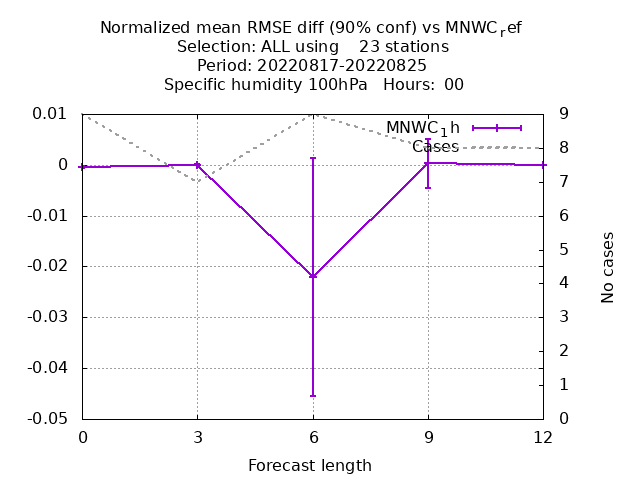 Normalized mean RMSE diff (90% conf) vs MNWCref
Selection: ALL using    23 stations
Period: 20220817-20220825
Specific humidity 100hPa   Hours: 00
MNWC1h
Cases
0.01
0
-0.01
-0.02
-0.03
-0.04
-0.05
9
8
7
6
5
4
3
2
1
0
No cases
0 3 6 9 12
Forecast length